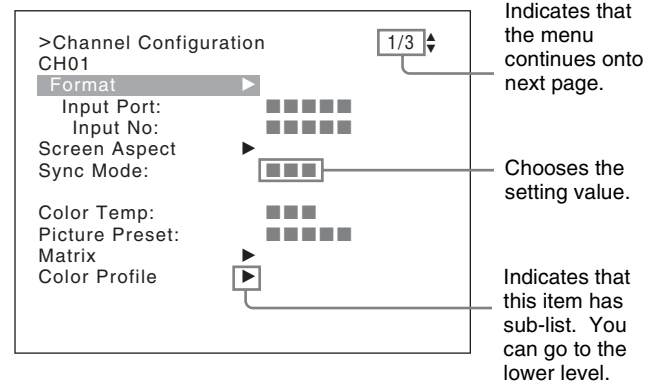 >Channel Configuration 1/3
CH01
Format
Input Port:
Input No:
Screen Aspect
Sync Mode:
Color Temp:
Picture Preset:
Matrix
Color Profile
Indicates that
the menu
continues onto
next page.
Chooses the
setting value.
Indicates that
this item has
sub-list. You
can go to the
lower level.